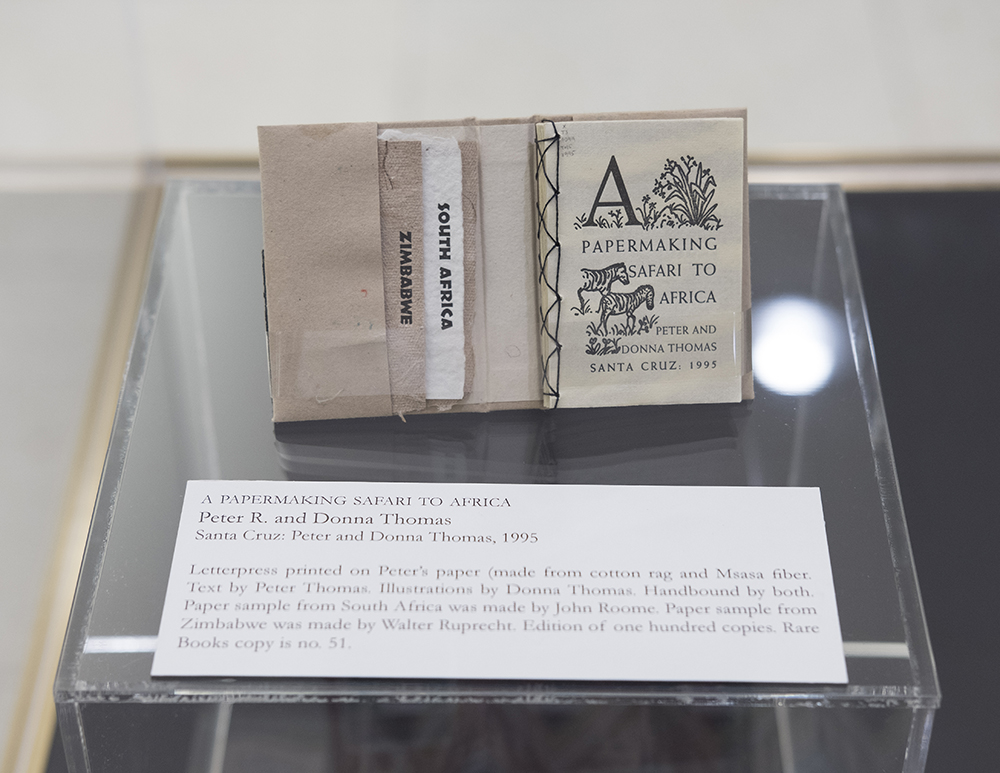 ZIMBABWE
SOUTH AFRICA
A
PAPERMAKING
SAFARI TO
AFRICA
PETER AND
DONNA THOMAS
SANTA CRUZ: 1995
A PAPERMAKING SAFARI TO AFRICA
Peter R. and Donna Thomas
Santa Cruz: Peter and Donna Thomas, 1995
Letterpress printed on Peter's paper (made from cotton rag and Msasa fiber.
Text by Peter Thomas. Illustrations by Donna Thomas. Handbound by both.
Paper sample from South Africa was made by John Roome. Paper sample from
Zimbabwe was made by Walter Ruprecht. Edition of one hundred copies. Rare
Books copy is no. 51.